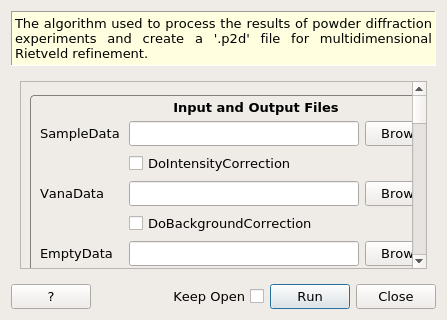 The algorithm used to process the results of powder diffraction
experiments and create a '.p2d' file for multidimensional
Rietveld refinement.
Input and Output Files
SampleData Brow
DoIntensityCorrection
VanaData Brow
DoBackgroundCorrection
EmptyData Brow
? Keep Open Run Close